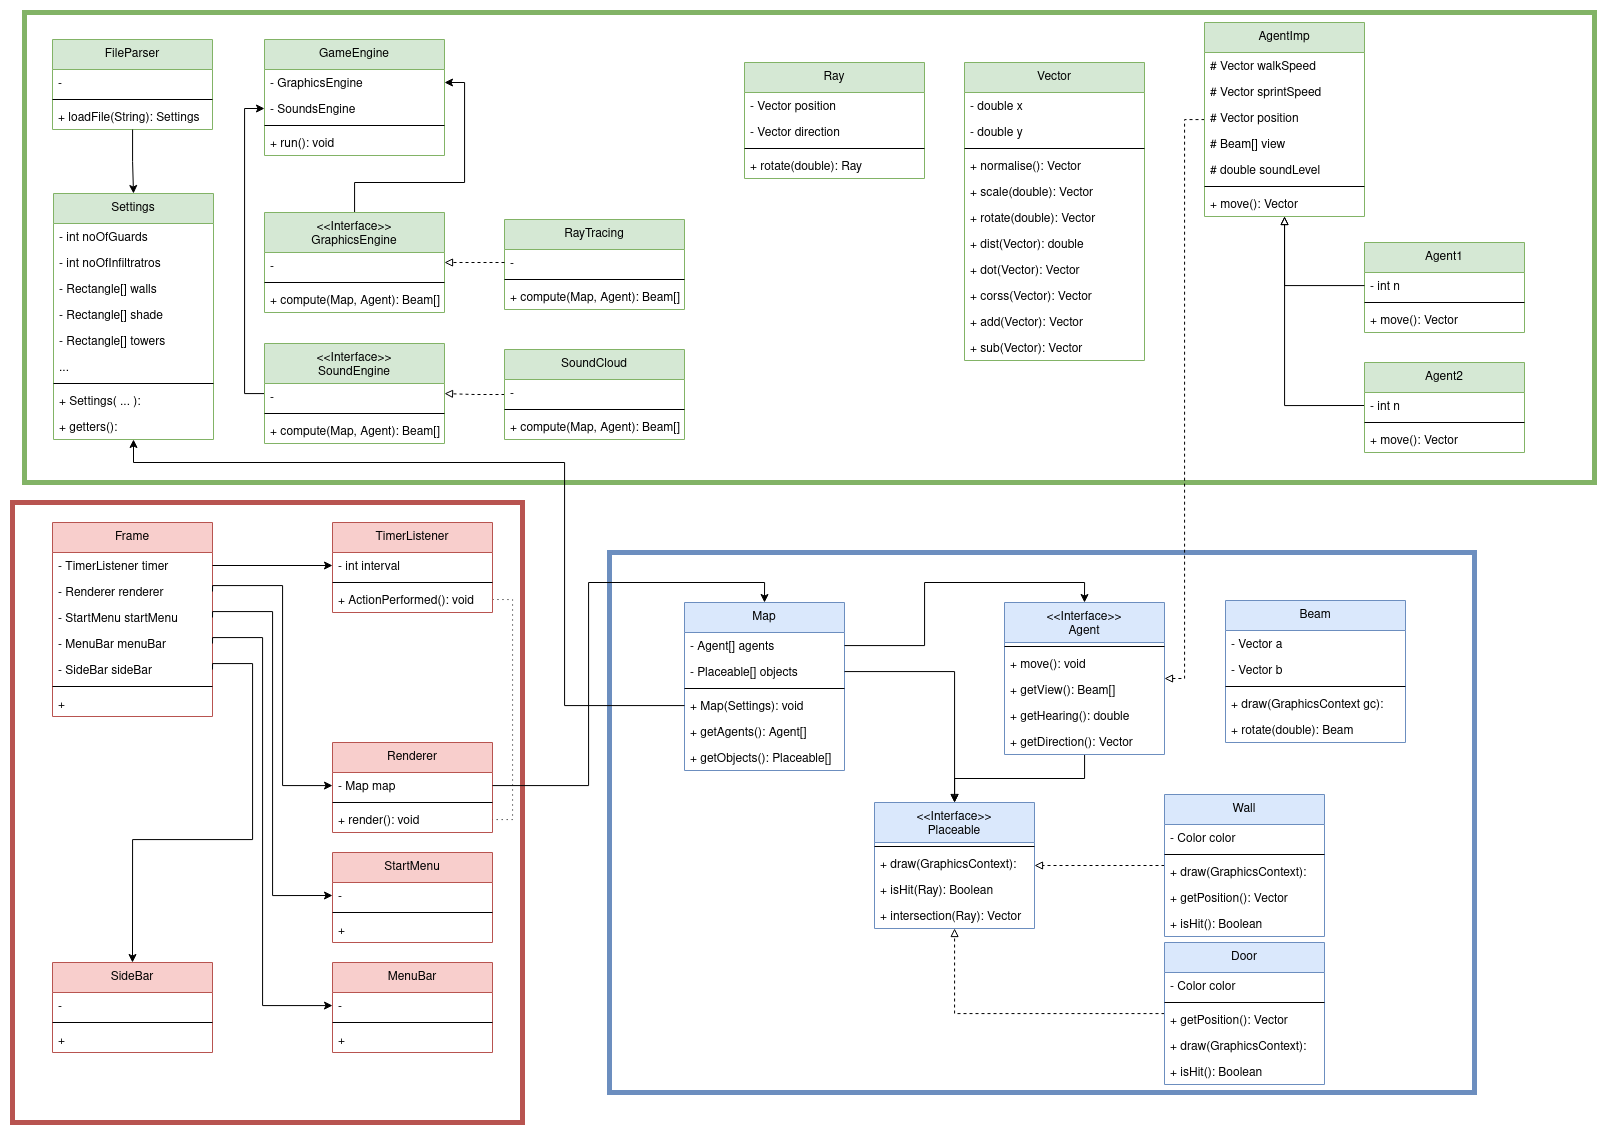 FileParser
-
+ loadFile(String): Settings
GameEngine
- GraphicsEngine
- SoundsEngine
+ run(): void
Ray
- Vector position
- Vector direction
+ rotate(double): Ray
Vector
- double x
- double y
+ normalise(): Vector
+ scale(double): Vector
+ rotate(double): Vector
+ dist(Vector): double
+ dot(Vector): Vector
+ corss(Vector): Vector
+ add(Vector): Vector
+ sub(Vector): Vector
AgentImp
# Vector walkSpeed
# Vector sprintSpeed
# Vector position
# Beam[] view
# double soundLevel
+ move(): Vector
Settings
- int noOfGuards
- int noOfInfiltratros
- Rectangle[] walls
- Rectangle[] shade
- Rectangle[] towers
...
+ Settings( ... ):
+ getters():
<<Interface>>
GraphicsEngine
-
+ compute(Map, Agent): Beam[]
RayTracing
-
+ compute(Map, Agent): Beam[]
<<Interface>>
SoundEngine
-
+ compute(Map, Agent): Beam[]
SoundCloud
-
+ compute(Map, Agent): Beam[]
Agent1
- int n
+ move(): Vector
Agent2
- int n
+ move(): Vector
Frame
- TimerListener timer
- Renderer renderer
- StartMenu startMenu
- MenuBar menuBar
- SideBar sideBar
+
TimerListener
- int interval
+ ActionPerformed(): void
Renderer
- Map map
+ render(): void
StartMenu
-
+
SideBar
-
+
MenuBar
-
+
Map
- Agent[] agents
- Placeable[] objects
+ Map(Settings): void
+ getAgents(): Agent[]
+ getObjects(): Placeable[]
<<Interface>>
Agent
+ move(): void
+ getView(): Beam[]
+ getHearing(): double
+ getDirection(): Vector
Beam
- Vector a
- Vector b
+ draw(GraphicsContext gc):
+ rotate(double): Beam
<<Interface>>
Placeable
+ draw(GraphicsContext):
+ isHit(Ray): Boolean
+ intersection(Ray): Vector
Wall
- Color color
+ draw(GraphicsContext):
+ getPosition(): Vector
+ isHit(): Boolean
Door
- Color color
+ getPosition(): Vector
+ draw(GraphicsContext):
+ isHit(): Boolean